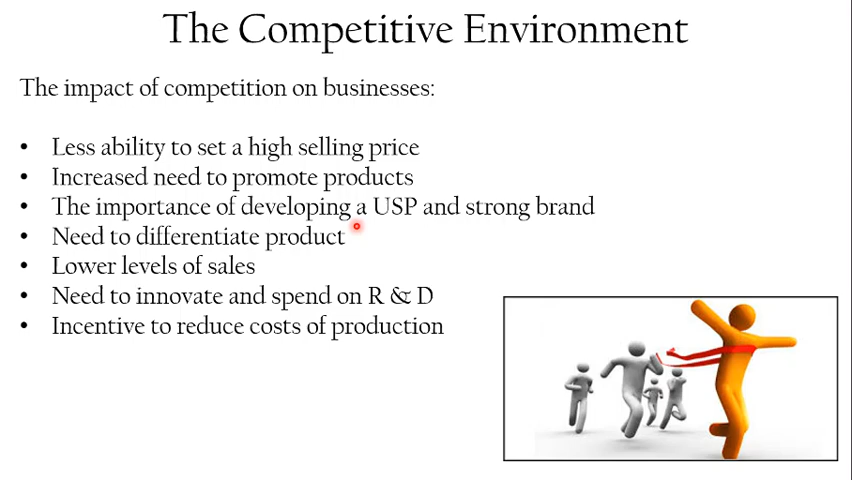 The Competitive Environment
The impact of competition on businesses:
• Less ability to set a high selling price
• Increased need to promote products
• The importance of developing a USP and strong brand
• Need to differentiate product
• Lower levels of sales
• Need to innovate and spend on R & D
• Incentive to reduce costs of production